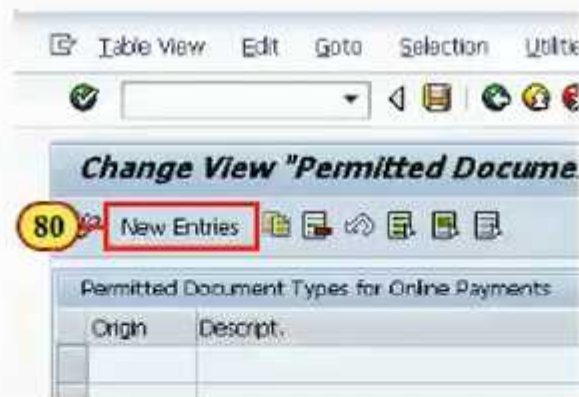 Table View Edit Goto Selection Utilitie
Change View "Permitted Docume
80 New Entries
Permitted Document Types for Online Payments
Origin Descript.